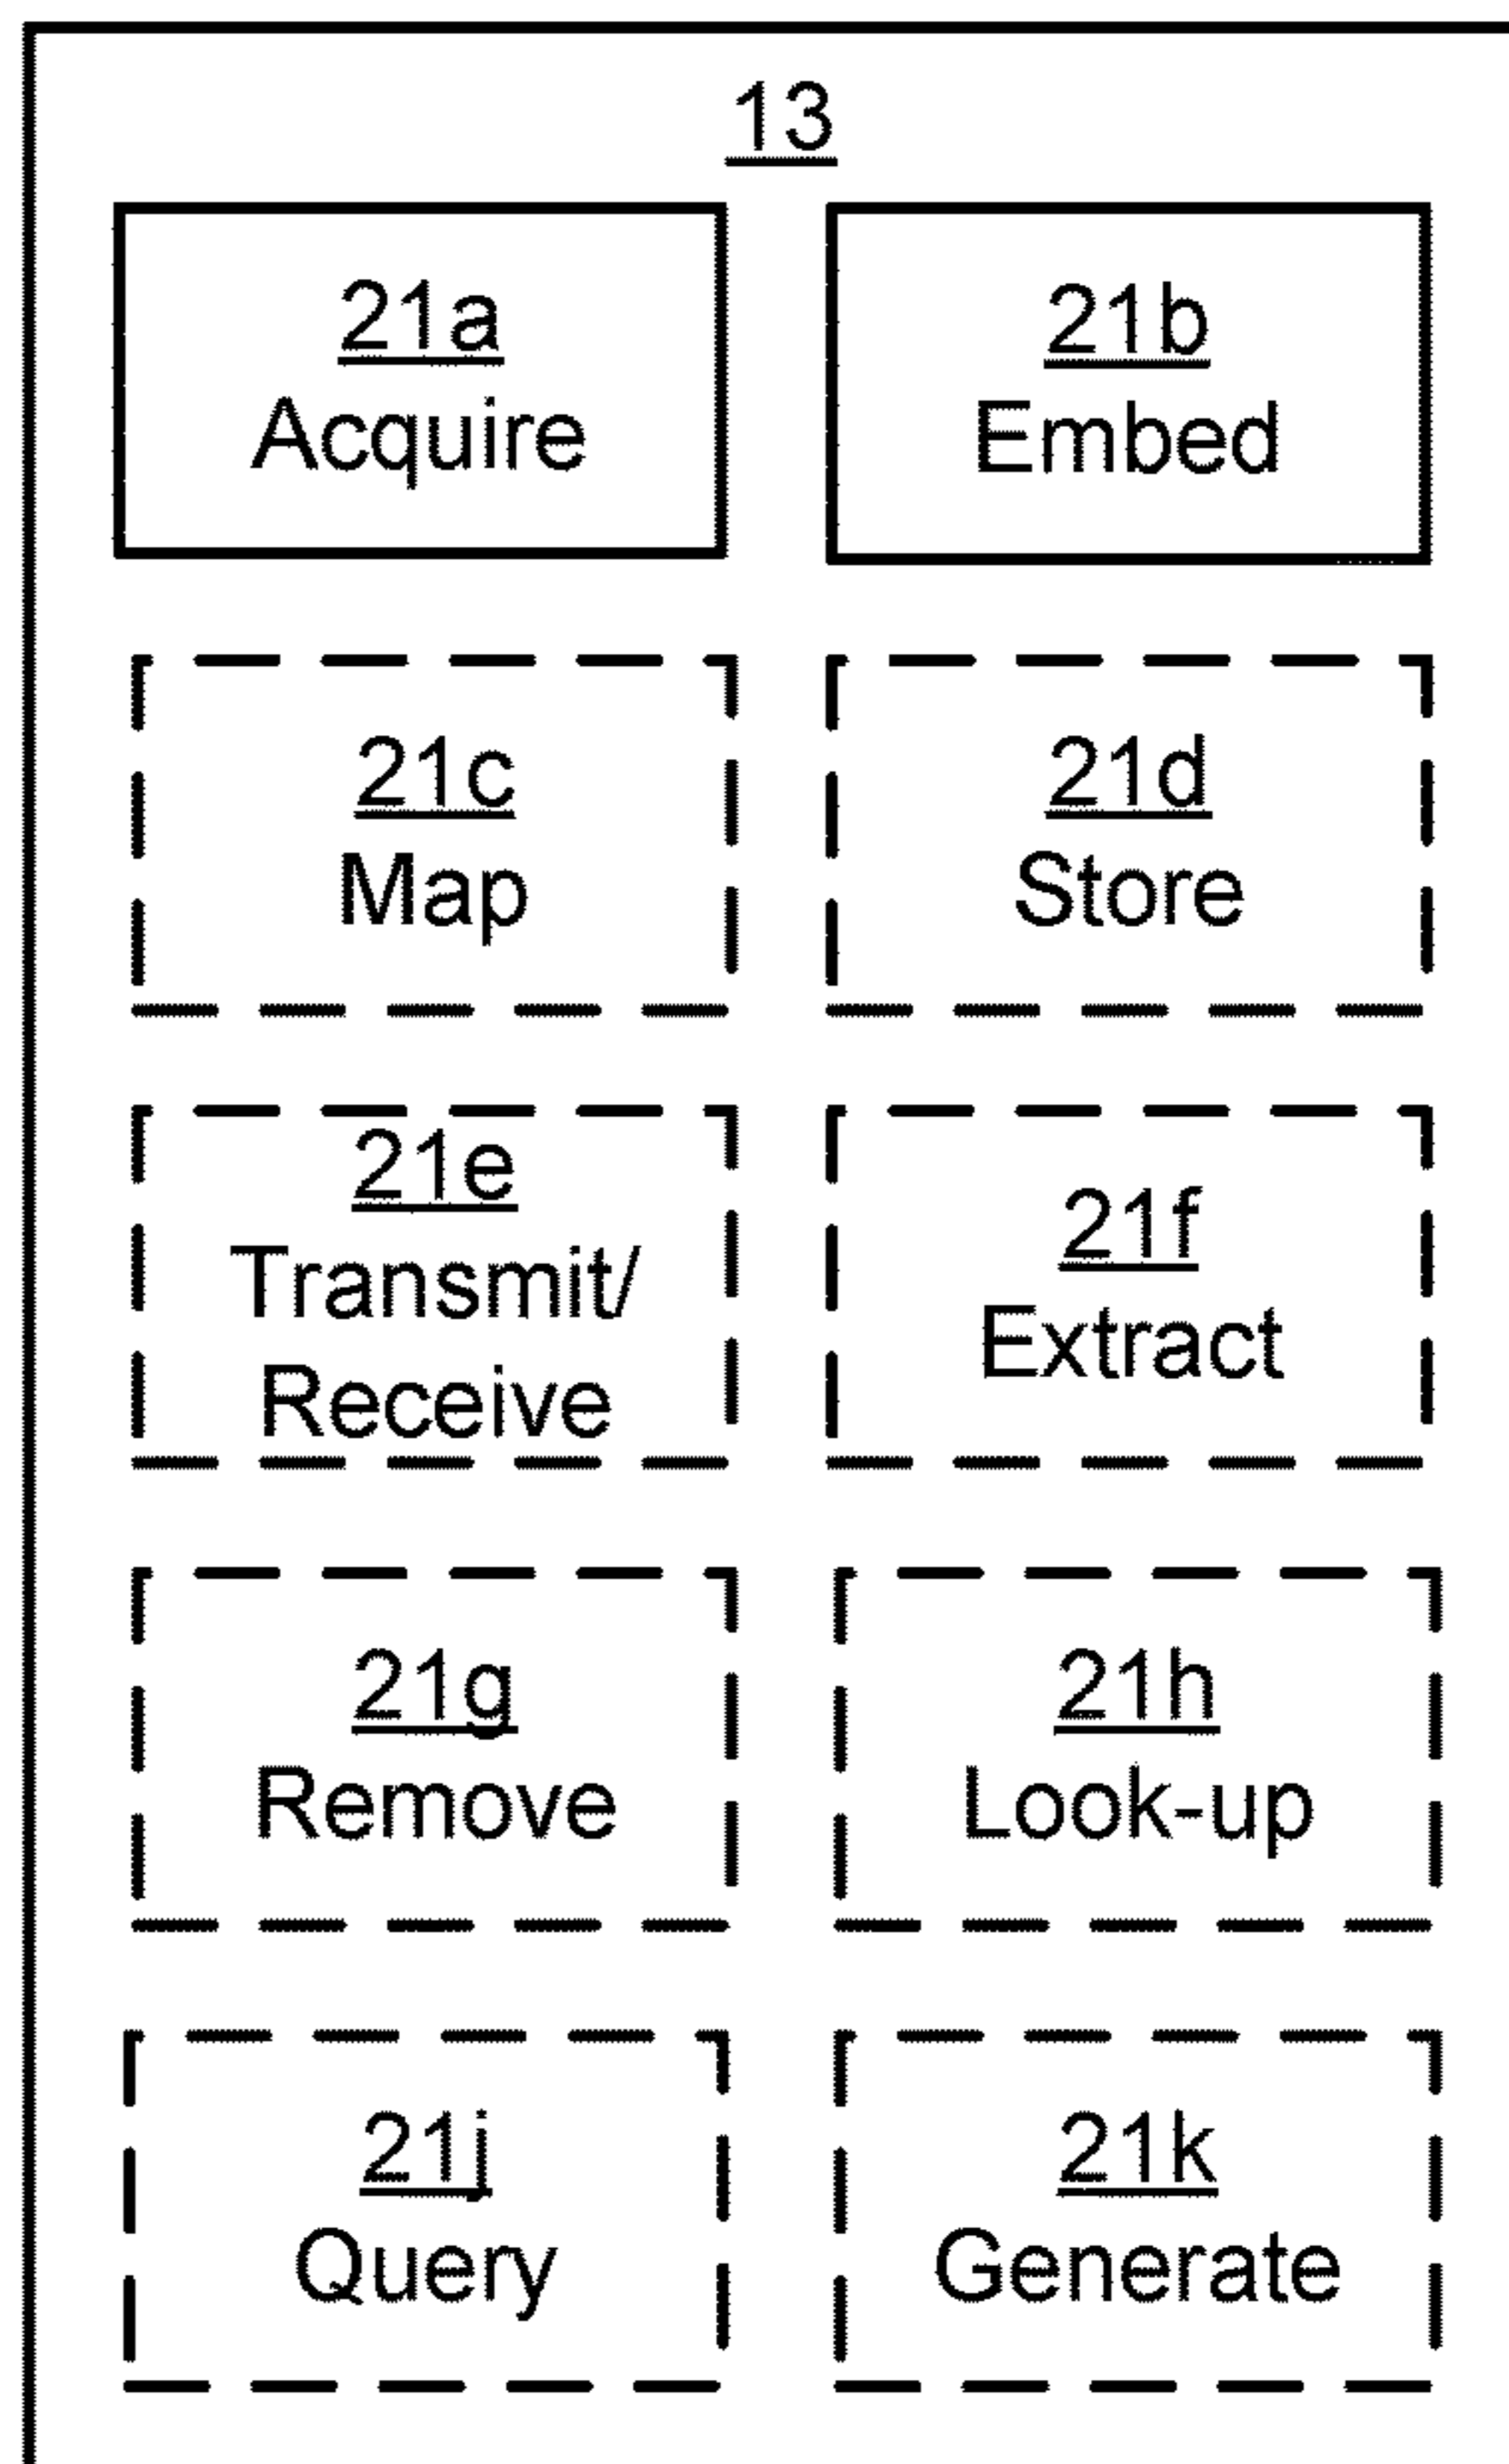 13
21a
Acquire
21b
Embed
21c
Map
21d
Store
21e
Transmit/
Receive
21f
Extract
21g
Remove
21h
Look-up
21j
Query
21k
Generate